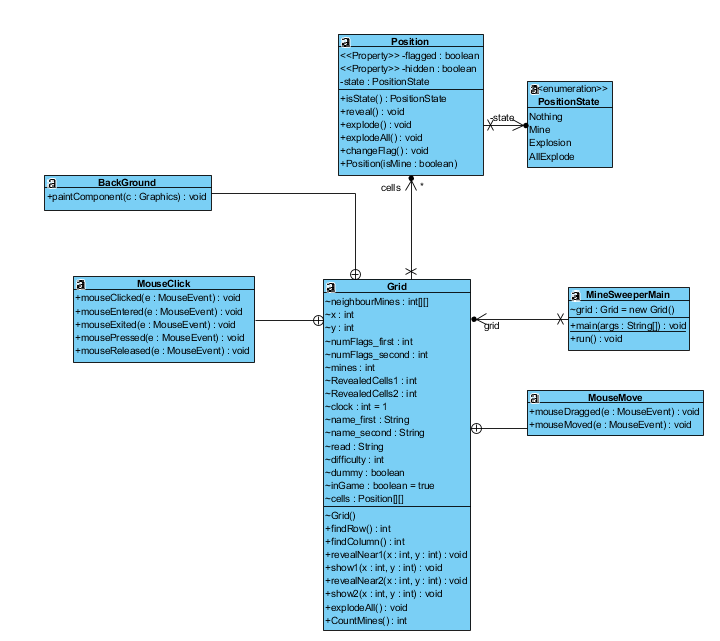 Position
<<Property>> -flagged : boolean
<<Property>> -hidden : boolean
-state : PositionState
+isState() : PositionState
+reveal() : void
+explode() : void
+explodeAll() : void
+changeFlag() : void
+Position(isMine : boolean)
-state
<<enumeration>>
PositionState
Nothing
Mine
Explosion
AllExplode
cells
*
BackGround
+paintComponent(c : Graphics) : void
MouseClick
+mouseClicked(e : MouseEvent) : void
+mouseEntered(e : MouseEvent) : void
+mouseExited(e : MouseEvent) : void
+mousePressed(e : MouseEvent) : void
+mouseReleased(e : MouseEvent) : void
Grid
~neighbourMines : int[][]
~x : int
~y : int
~numFlags_first : int
~numFlags_second : int
~mines : int
~RevealedCells1 : int
~RevealedCells2 : int
~clock : int = 1
~name_first : String
~name_second : String
~read : String
~difficulty : int
~dummy : boolean
~inGame : boolean = true
~cells : Position[][]
~Grid()
+findRow() : int
+findColumn() : int
+revealNear1(x : int, y : int) : void
+show1(x : int, y : int) : void
+revealNear2(x : int, y : int) : void
+show2(x : int, y : int) : void
+explodeAll() : void
+CountMines() : int
grid
MineSweeperMain
~grid : Grid = new Grid()
+main(args : String[]) : void
+run() : void
MouseMove
+mouseDragged(e : MouseEvent) : void
+mouseMoved(e : MouseEvent) : void